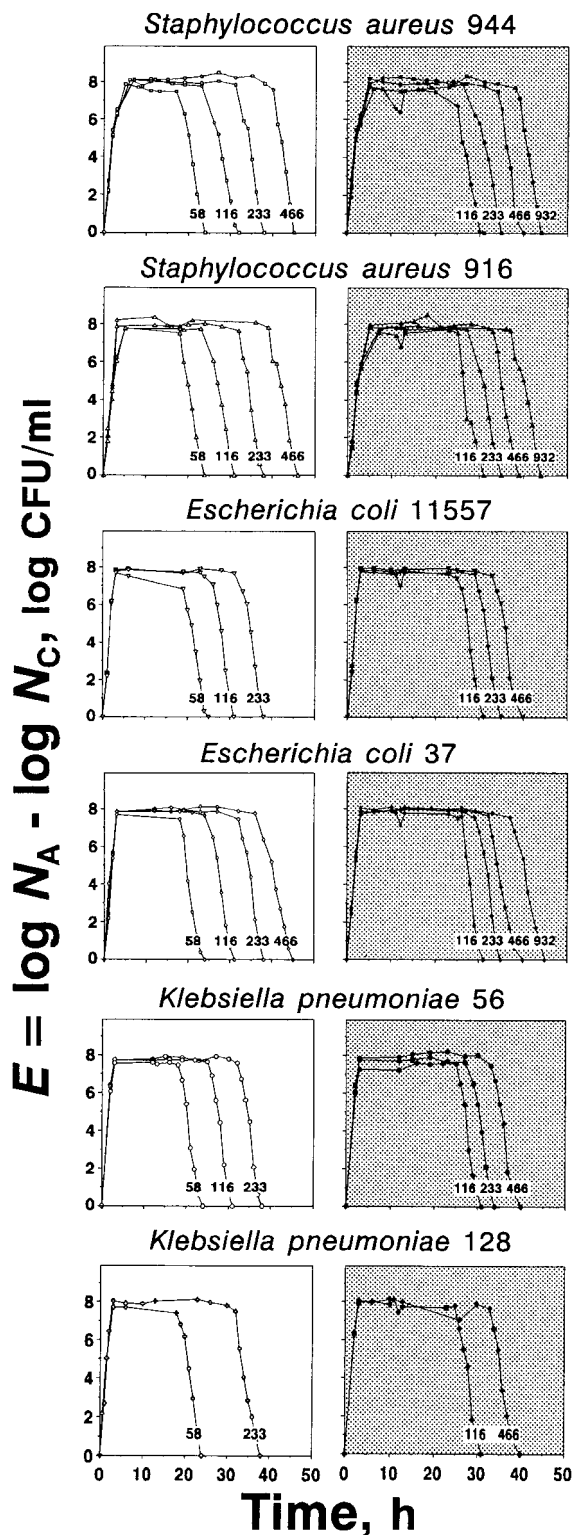 Staphylococcus aureus 944
8
6
4
2
0
58 116 233 466
116 233 466 932
Staphylococcus aureus 916
8
6
4
2
0
58 116 233 466
116 233 466 932
Escherichia coli 11557
8
6
4
2
0
58 116 233
116 233 466
Escherichia coli 37
8
6
4
2
0
58 116 233 466
116 233 466 932
Klebsiella pneumoniae 56
8
6
4
2
0
58 116 233
116 233 466
Klebsiella pneumoniae 128
8
6
4
2
0
58 233
116 466
0 10 20 30 40 0 10 20 30 40 50
Time, h
E = log NA - log NC, log CFU/ml